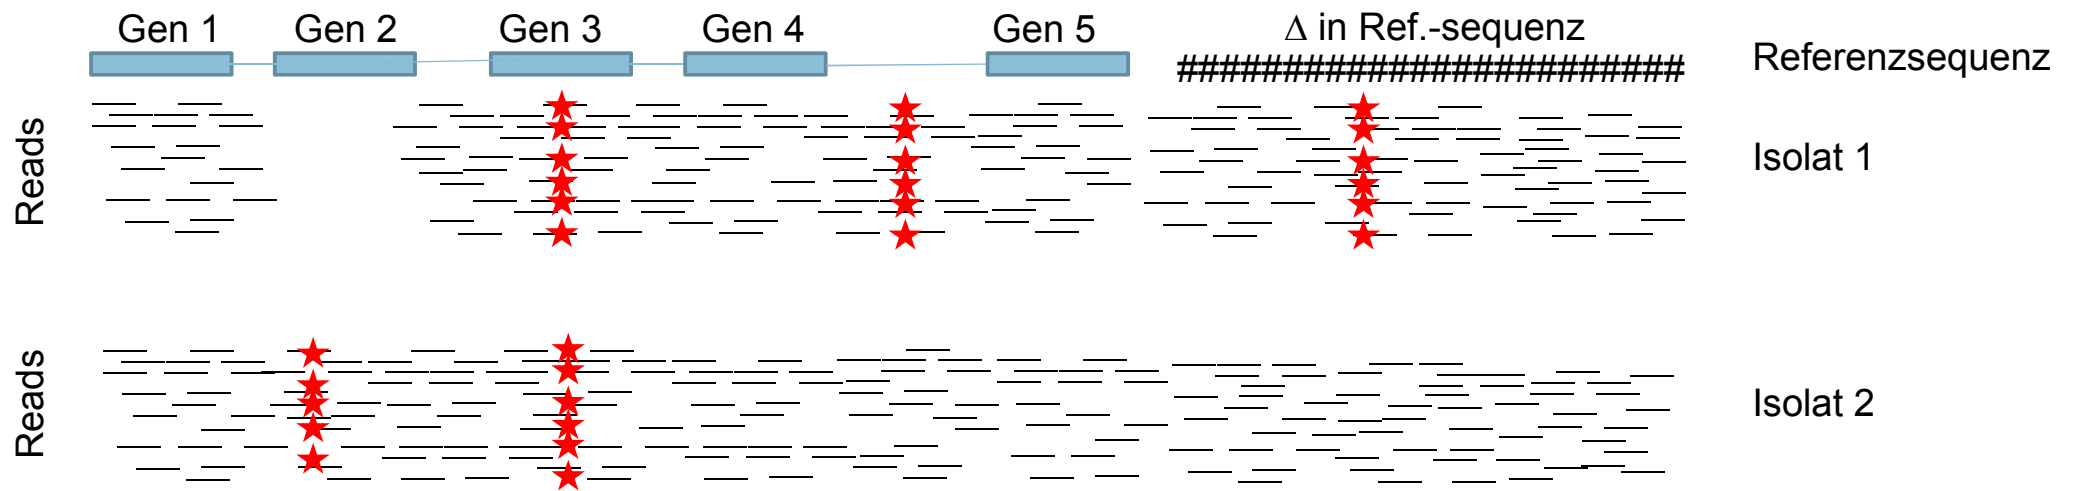 Gen 1 Gen 2 Gen 3 Gen 4 Gen 5 Δ in Ref.-sequenz
######################## Referenzsequenz
Reads Isolat 1
Reads Isolat 2